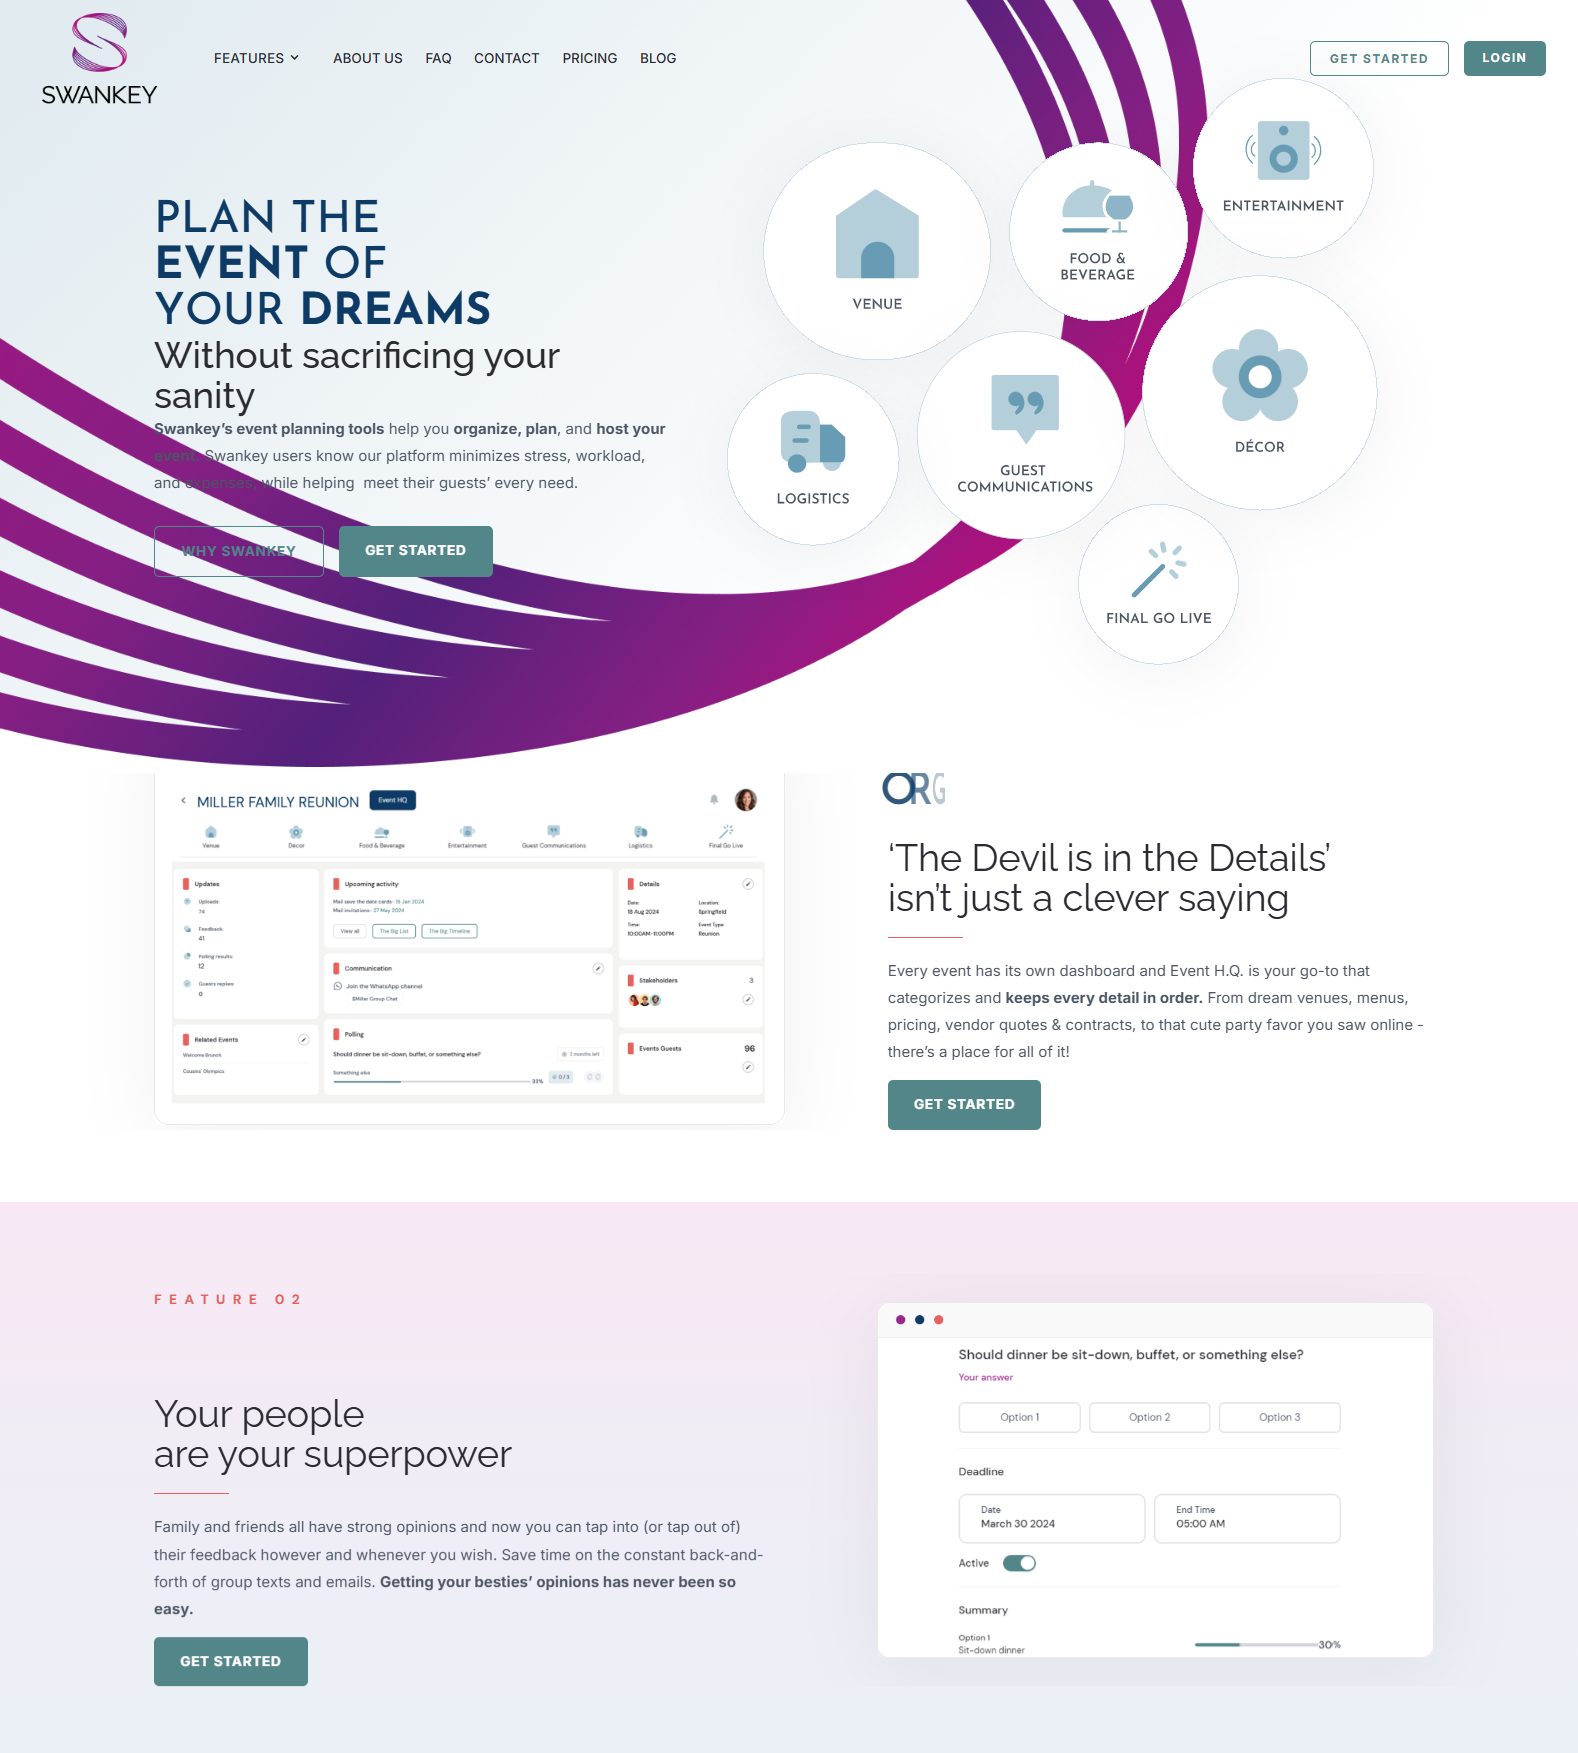 SWANKEY
FEATURES
ABOUT US
FAQ
CONTACT
PRICING
BLOG
GET STARTED
LOGIN
PLAN THE
EVENT OF
YOUR DREAMS
Without sacrificing your
sanity
Swankey’s event planning tools help you organize, plan, and host your
event. Swankey users know our platform minimizes stress, workload,
and expenses, while helping meet their guests’ every need.
WHY SWANKEY
GET STARTED
VENUE
FOOD &
BEVERAGE
ENTERTAINMENT
LOGISTICS
GUEST
COMMUNICATIONS
DÉCOR
FINAL GO LIVE
MILLER FAMILY REUNION
Event HQ
Venue
Decor
Food & Beverage
Entertainment
Guest Communications
Logistics
Final Go Live
Updates
Uploads:
74
Feedback:
41
Polling results:
12
Guests replies:
0
Related Events
Welcome Brunch
Cousins' Olympics
Upcoming activity
Mail save the date cards- 15 Jan 2024
Mail invitations- 27 May 2024
View all
The Big List
The Big Timeline
Communication
Join the WhatsApp channel
$Miller Group Chat
Polling
Should dinner be sit-down, buffet, or something else?
2 months left
Something else
33%
0 / 3
Details
Date:
18 Aug 2024
Location:
Springfield
Time:
10:00AM-11:00PM
Event Type:
Reunion
Stakeholders
3
Events Guests
96
ORG
‘The Devil is in the Details’
isn’t just a clever saying
Every event has its own dashboard and Event H.Q. is your go-to that
categorizes and keeps every detail in order. From dream venues, menus,
pricing, vendor quotes & contracts, to that cute party favor you saw online -
there’s a place for all of it!
GET STARTED
FEATURE 02
Your people
are your superpower
Family and friends all have strong opinions and now you can tap into (or tap out of)
their feedback however and whenever you wish. Save time on the constant back-and-
forth of group texts and emails. Getting your besties’ opinions has never been so
easy.
GET STARTED
Should dinner be sit-down, buffet, or something else?
Your answer
Option 1
Option 2
Option 3
Deadline
Date
March 30 2024
End Time
05:00 AM
Active
Summary
Option 1
Sit-down dinner
30%